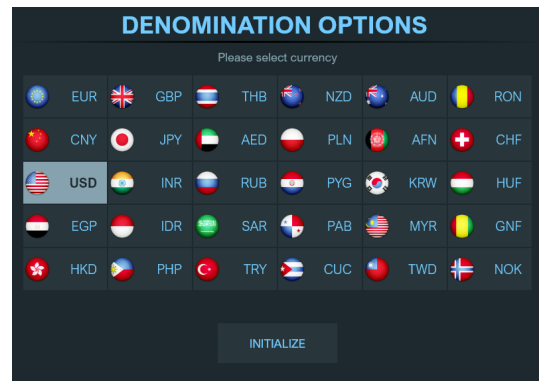 DENOMINATION OPTIONS
Please select currency
EUR GBP THB NZD AUD RON
CNY JPY AED PLN AFN CHF
USD INR RUB PYG KRW HUF
EGP IDR SAR PAB MYR GNF
HKD PHP TRY CUC TWD NOK
INITIALIZE